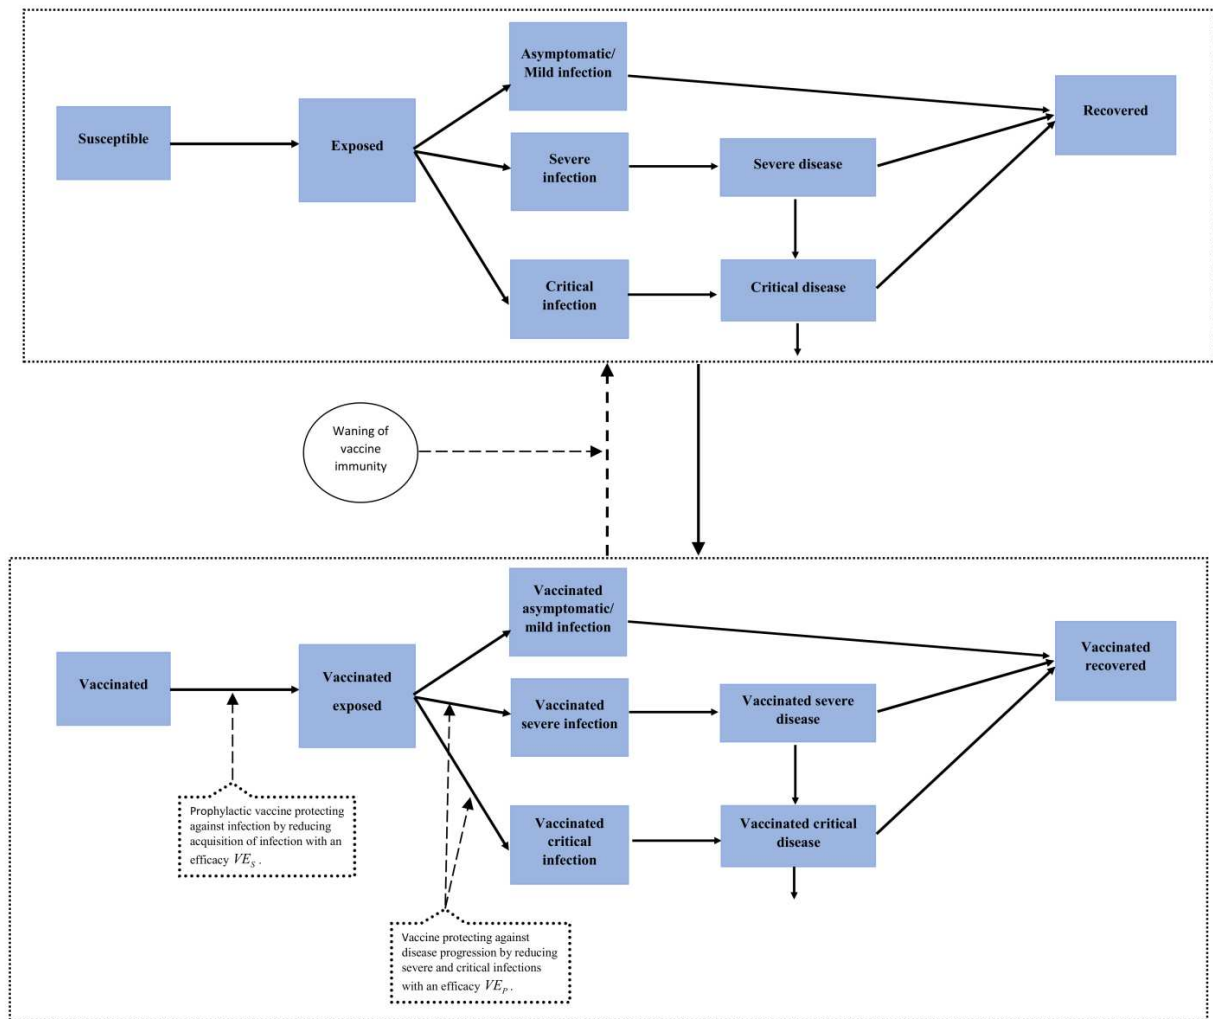 Asymptomatic/
Mild infection
Susceptible
Exposed
Recovered
Severe
infection
Severe disease
Critical
infection
Critical disease
Waning of
vaccine
immunity
Vaccinated
asymptomatic/
mild infection
Vaccinated
Vaccinated
exposed
Vaccinated
recovered
Vaccinated
severe infection
Vaccinated severe
disease
Vaccinated
critical
infection
Vaccinated critical
disease
Prophylactic vaccine protecting
against infection by reducing
acquisition of infection with an
efficacy VE_S.
Vaccine protecting against
disease progression by reducing
severe and critical infections
with an efficacy VE_P.